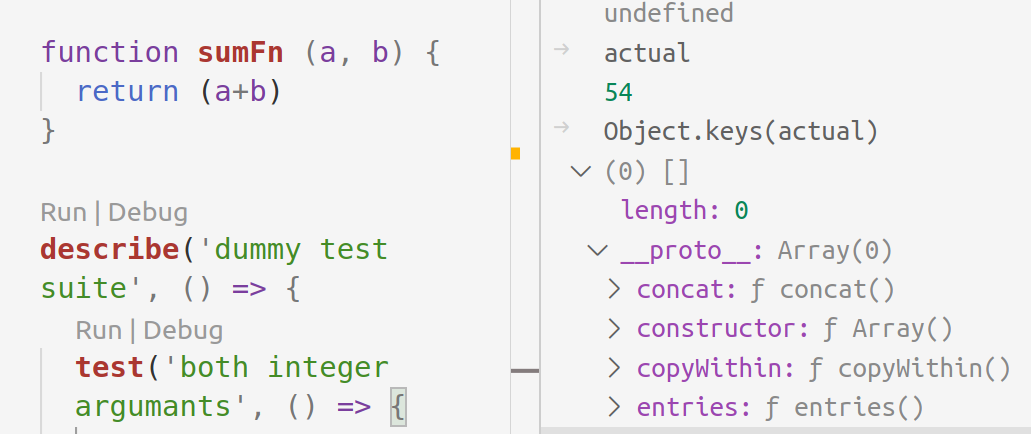 function sumFn (a, b) {
return (a+b)
}
Run | Debug
describe('dummy test
suite', () => {
Run | Debug
test('both integer
argumants', () => {
undefined
actual
54
Object.keys(actual)
(0) []
length: 0
__proto__: Array(0)
concat: ƒ concat()
constructor: ƒ Array()
copyWithin: ƒ copyWithin()
entries: ƒ entries()